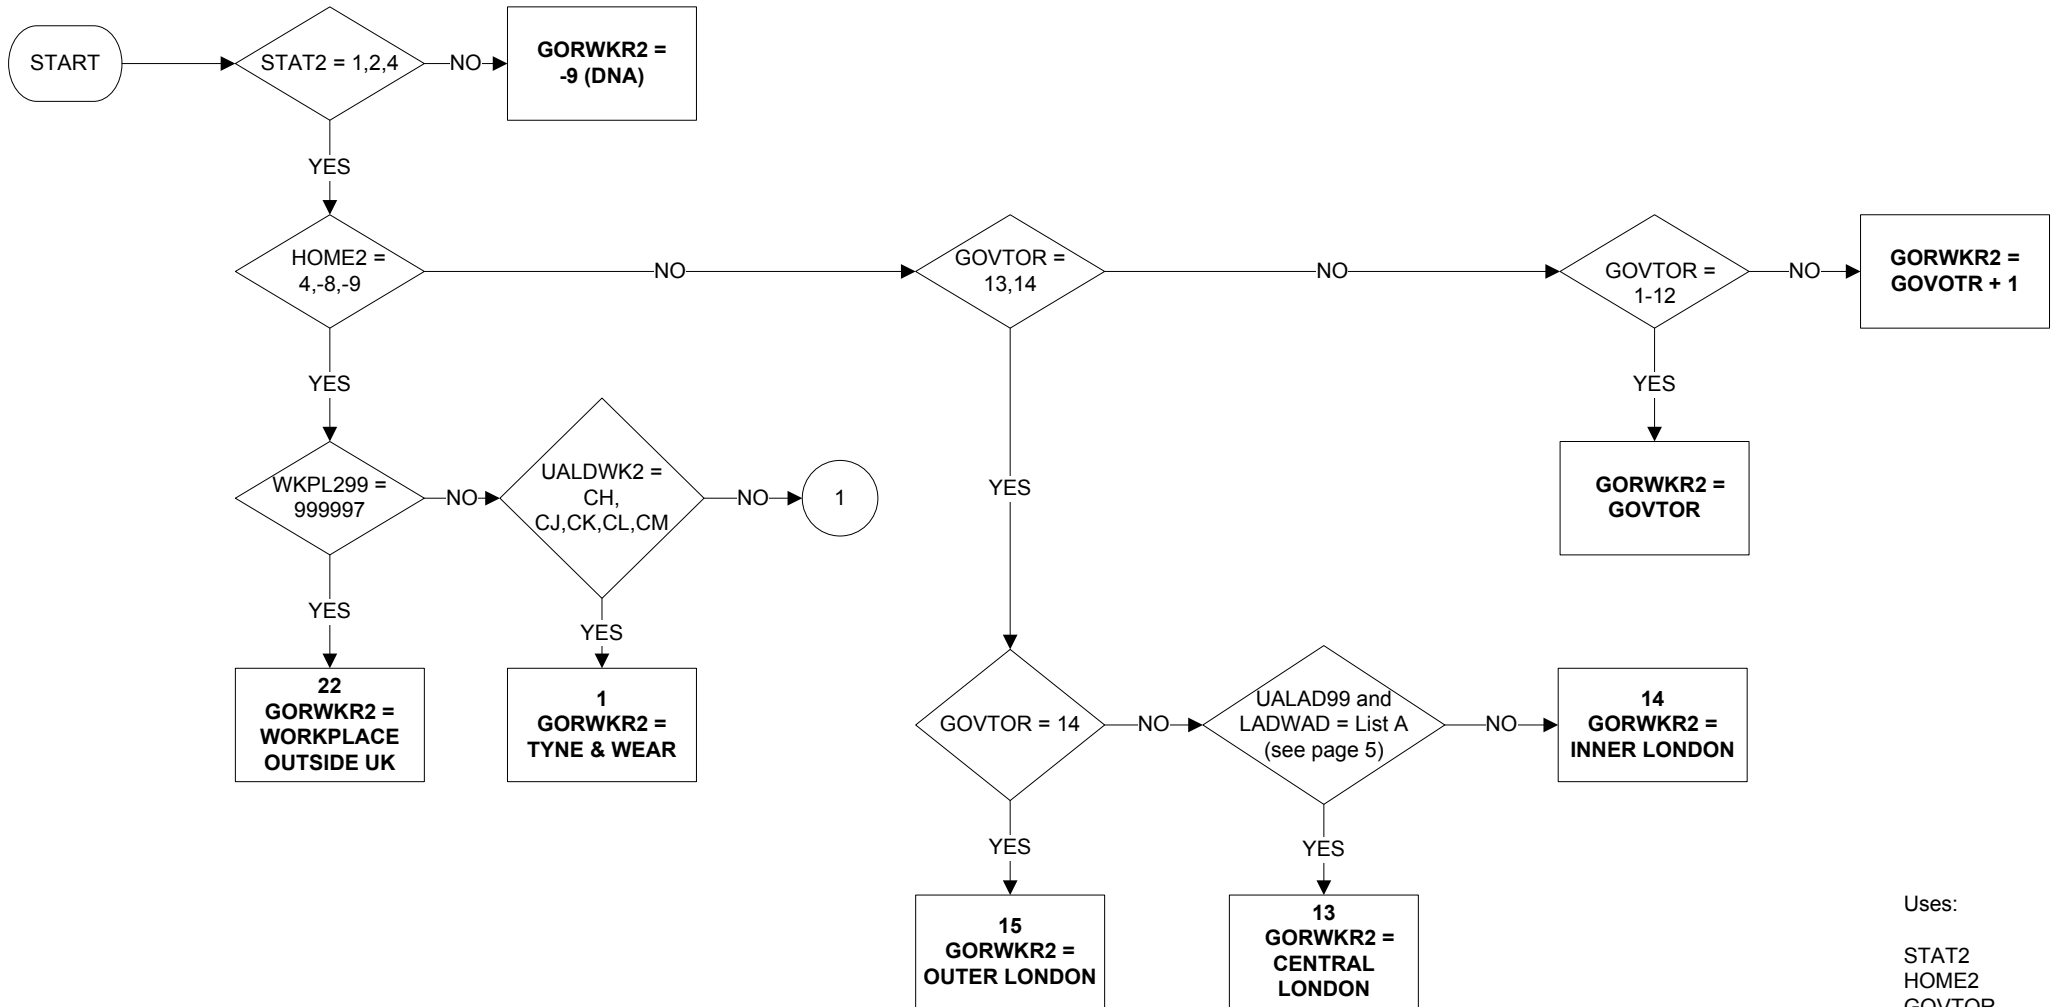 START
STAT2 = 1,2,4
NO
GORWKR2 =
-9 (DNA)
YES
HOME2 =
4,-8,-9
NO
GOVTOR =
13,14
NO
GOVTOR =
1-12
NO
GORWKR2 =
GOVOTR + 1
YES
YES
GORWKR2 =
GOVTOR
WKPL299 =
999997
NO
UALDWK2 =
CH,
CJ,CK,CL,CM
NO
1
YES
YES
YES
22
GORWKR2 =
WORKPLACE
OUTSIDE UK
1
GORWKR2 =
TYNE & WEAR
GOVTOR = 14
NO
UALAD99 and
LADWAD = List A
(see page 5)
NO
14
GORWKR2 =
INNER LONDON
YES
YES
15
GORWKR2 =
OUTER LONDON
13
GORWKR2 =
CENTRAL
LONDON
Uses:
STAT2
HOME2
GOVTOR